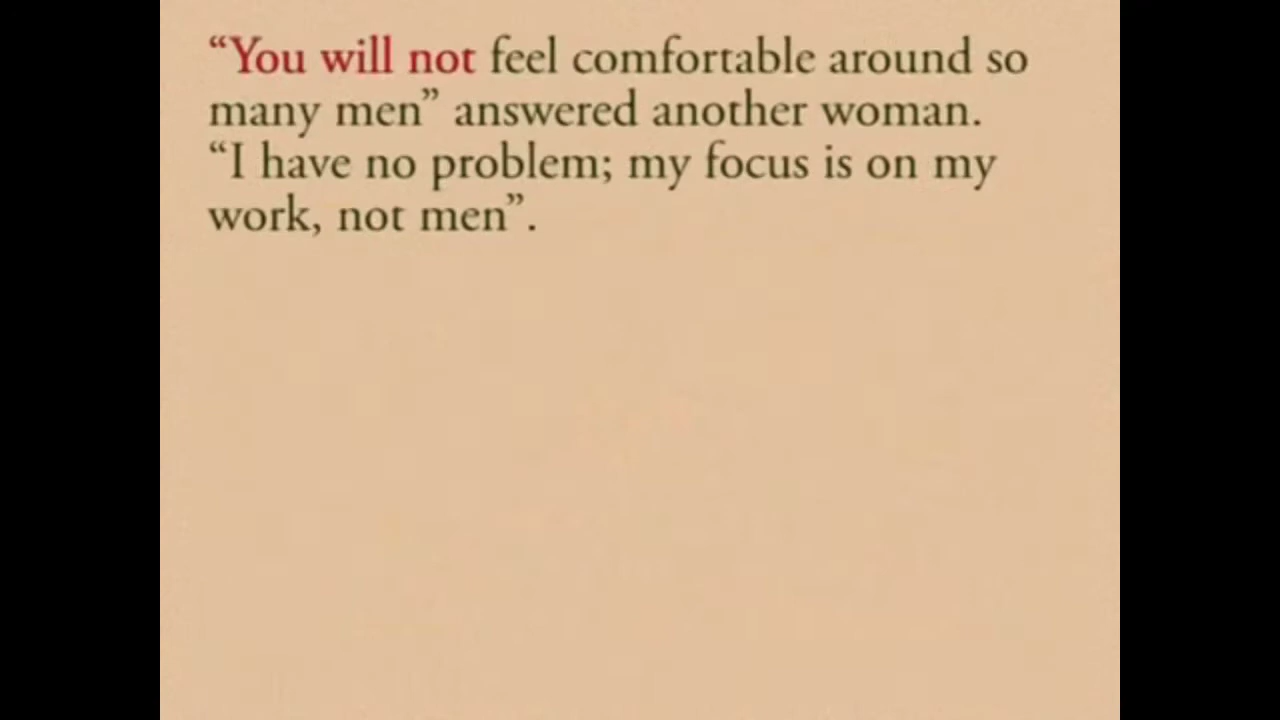 “You will not feel comfortable around so
many men” answered another woman.
“I have no problem; my focus is on my
work, not men”.